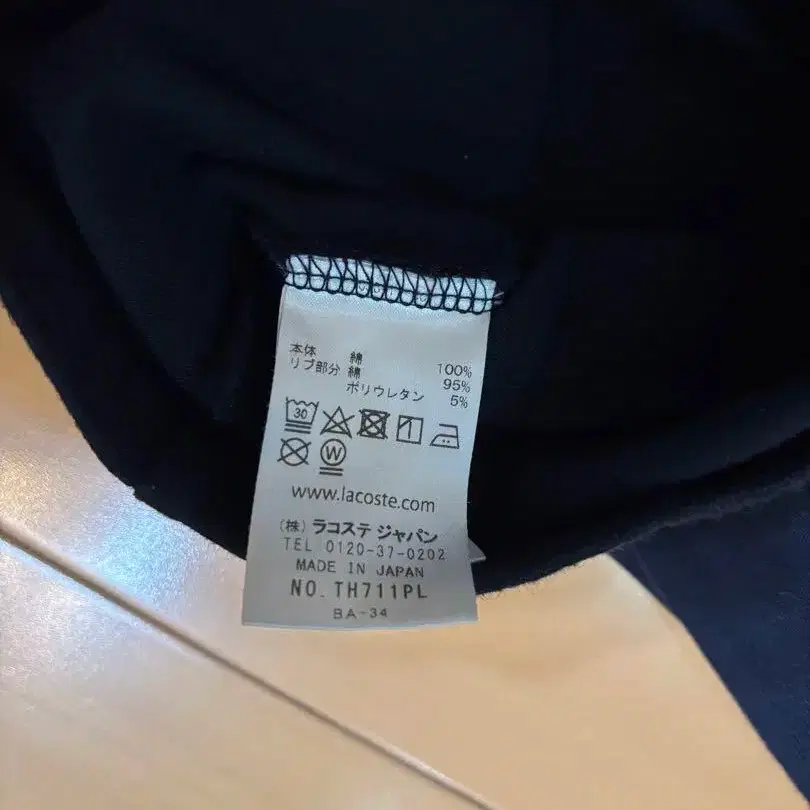 本体 綿 100%
リブ部分 綿 95%
ポリウレタン 5%
30
W
www.lacoste.com
(株) ラコステ ジャパン
TEL 0120-37-0202
MADE IN JAPAN
NO. TH711PL
BA-34